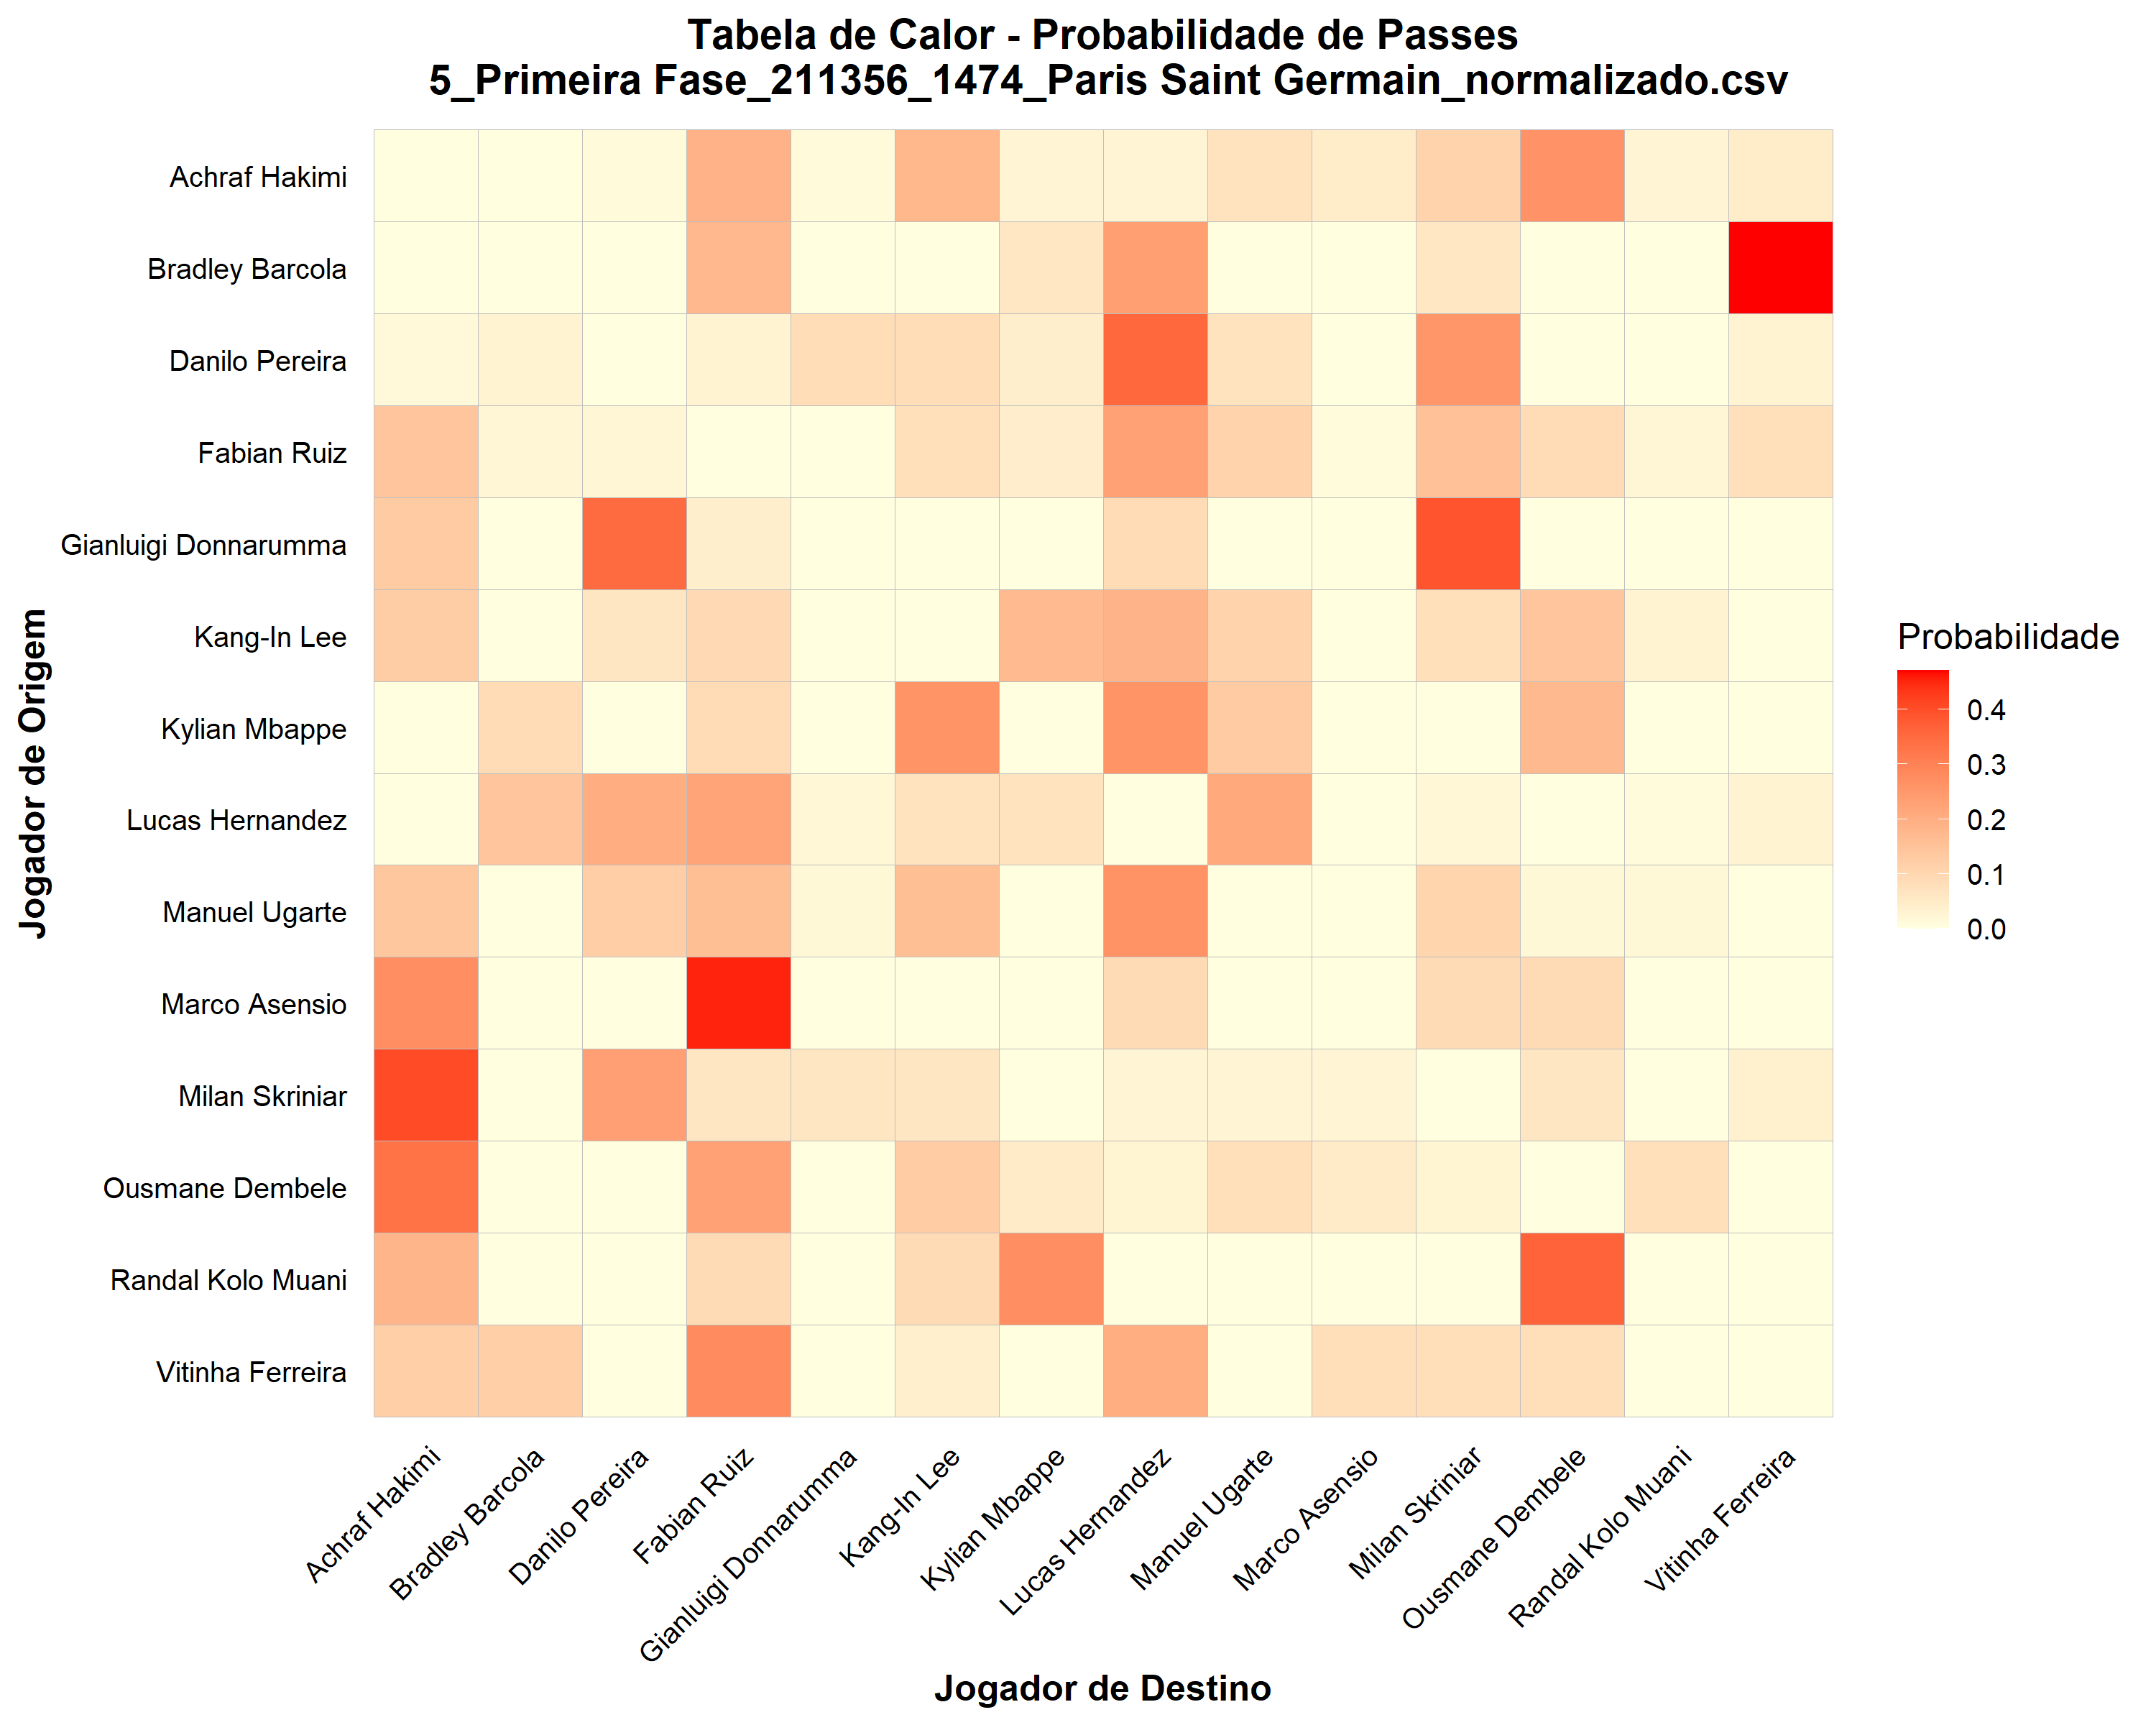 Tabela de Calor - Probabilidade de Passes
5_Primeira Fase_211356_1474_Paris Saint Germain_normalizado.csv
Jogador de Origem
Achraf Hakimi
Bradley Barcola
Danilo Pereira
Fabian Ruiz
Gianluigi Donnarumma
Kang-In Lee
Kylian Mbappe
Lucas Hernandez
Manuel Ugarte
Marco Asensio
Milan Skriniar
Ousmane Dembele
Randal Kolo Muani
Vitinha Ferreira
Achraf Hakimi
Bradley Barcola
Danilo Pereira
Fabian Ruiz
Gianluigi Donnarumma
Kang-In Lee
Kylian Mbappe
Lucas Hernandez
Manuel Ugarte
Marco Asensio
Milan Skriniar
Ousmane Dembele
Randal Kolo Muani
Vitinha Ferreira
Jogador de Destino
Probabilidade
0.4
0.3
0.2
0.1
0.0